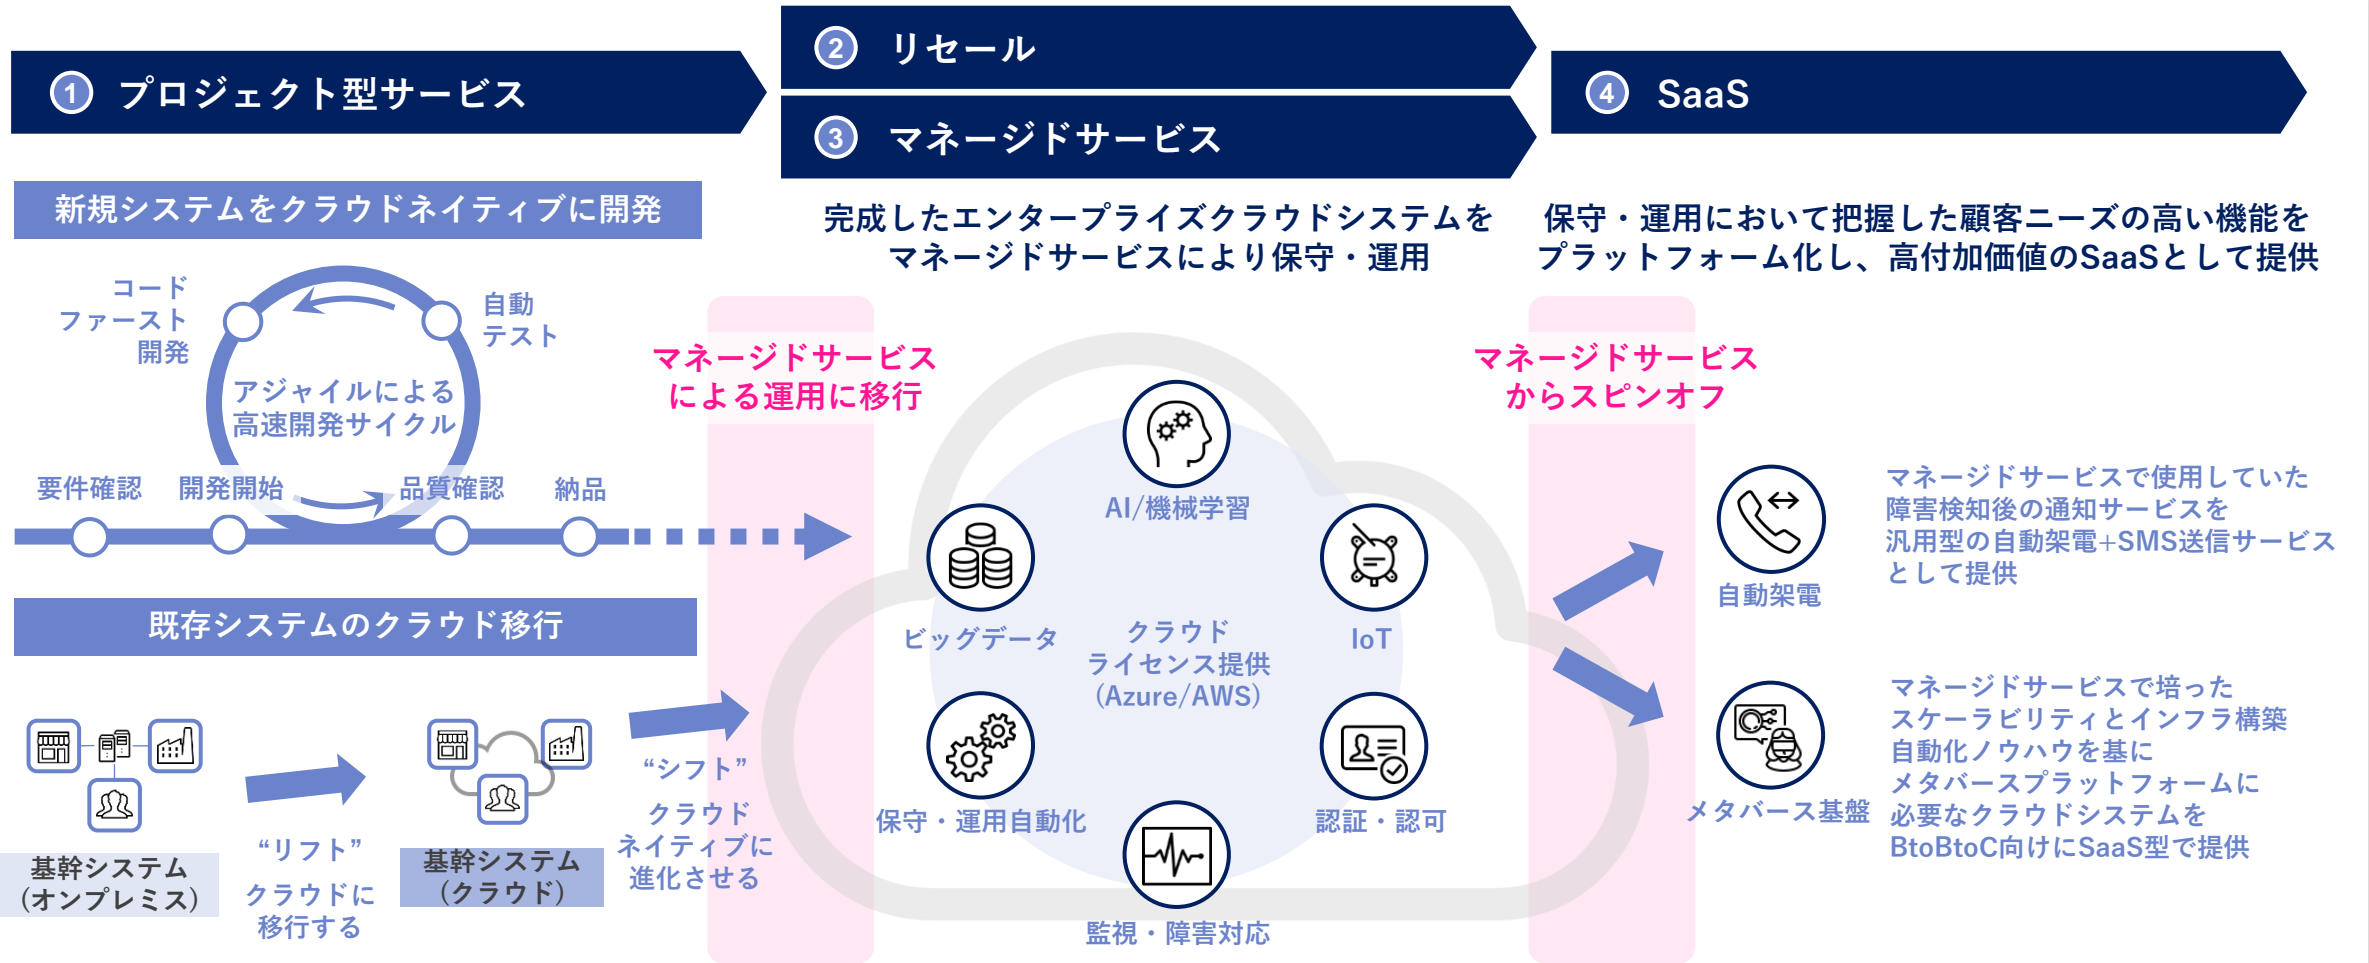 1 プロジェクト型サービス
2 リセール
3 マネージドサービス
4 SaaS
新規システムをクラウドネイティブに開発
コード
ファースト
開発
自動
テスト
アジャイルによる
高速開発サイクル
要件確認
開発開始
品質確認
納品
既存システムのクラウド移行
基幹システム
(オンプレミス)
“リフト”
クラウドに
移行する
基幹システム
(クラウド)
“シフト”
クラウド
ネイティブに
進化させる
マネージドサービス
による運用に移行
完成したエンタープライズクラウドシステムを
マネージドサービスにより保守・運用
AI/機械学習
ビッグデータ
IoT
クラウド
ライセンス提供
(Azure/AWS)
保守・運用自動化
認証・認可
監視・障害対応
マネージドサービス
からスピンオフ
保守・運用において把握した顧客ニーズの高い機能を
プラットフォーム化し、高付加価値のSaaSとして提供
自動架電
マネージドサービスで使用していた
障害検知後の通知サービスを
汎用型の自動架電+SMS送信サービス
として提供
メタバース基盤
マネージドサービスで培った
スケーラビリティとインフラ構築
自動化ノウハウを基に
メタバースプラットフォームに
必要なクラウドシステムを
BtoBtoC向けにSaaS型で提供